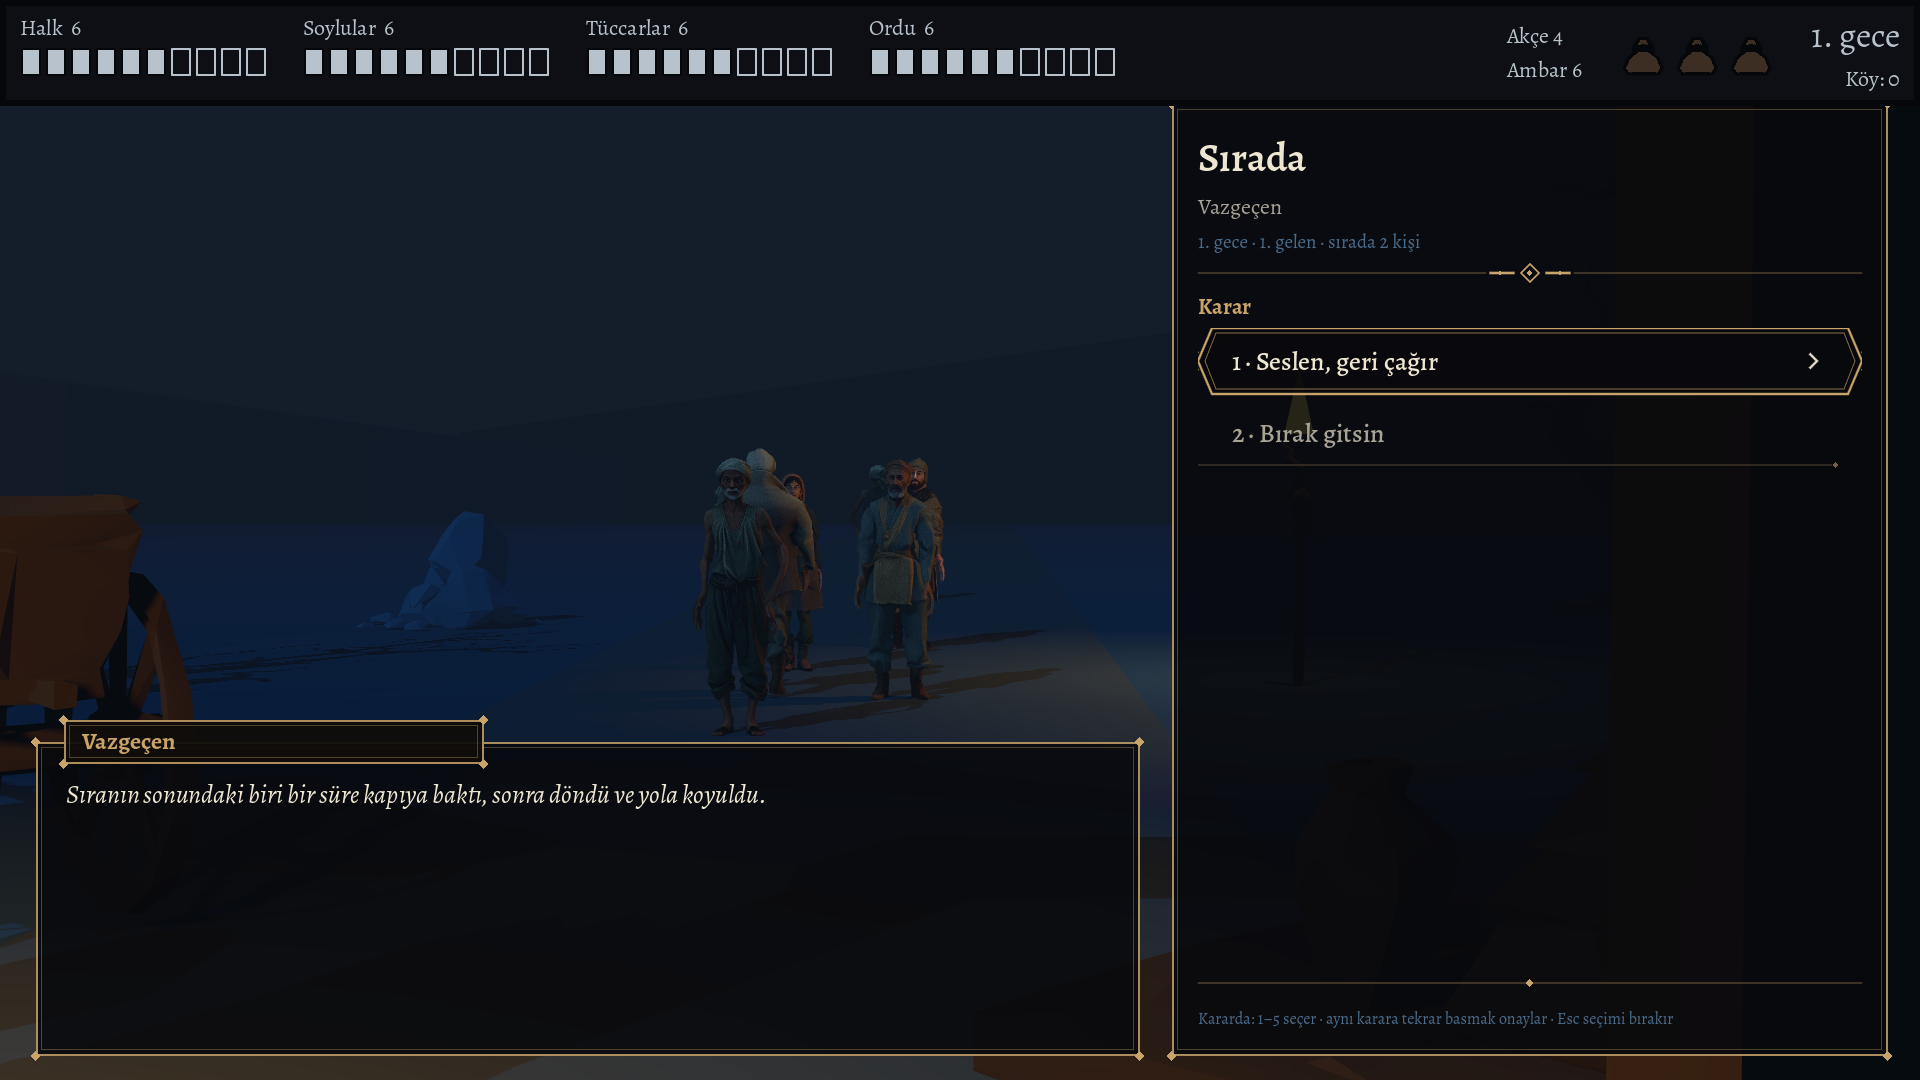 Halk 6
Soylular 6
Tüccarlar 6
Ordu 6
Akçe 4
Ambar 6
1. gece
Köy: 0
Sırada
Vazgeçen
1. gece · 1. gelen · sırada 2 kişi
Karar
1 · Seslen, geri çağır
2 · Bırak gitsin
Vazgeçen
Sıranın sonundaki biri bir süre kapıya baktı, sonra döndü ve yola koyuldu.
Kararda: 1–5 seçer · aynı karara tekrar basmak onaylar · Esc seçimi bırakır